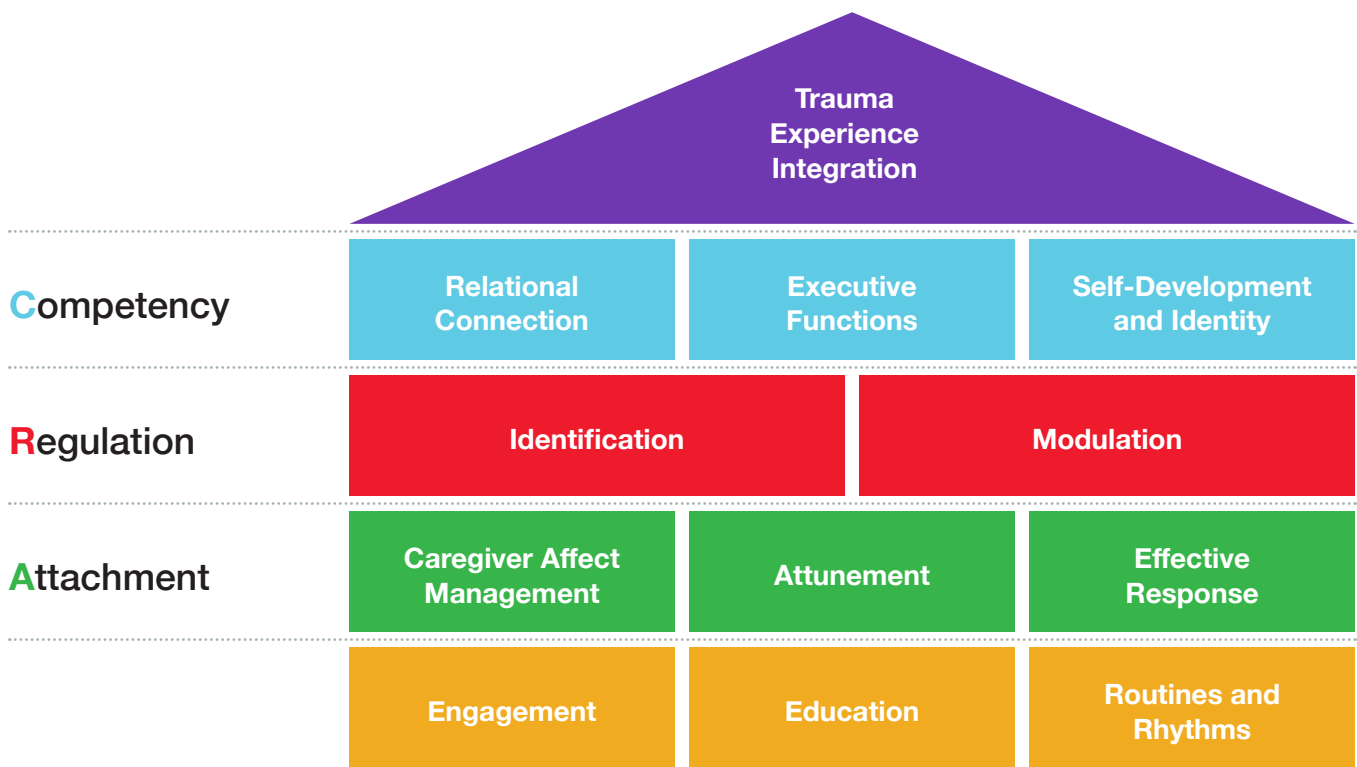 Trauma
Experience
Integration
Competency
Relational
Connection
Executive
Functions
Self-Development
and Identity
Regulation
Identification
Modulation
Attachment
Caregiver Affect
Management
Attunement
Effective
Response
Engagement
Education
Routines and
Rhythms